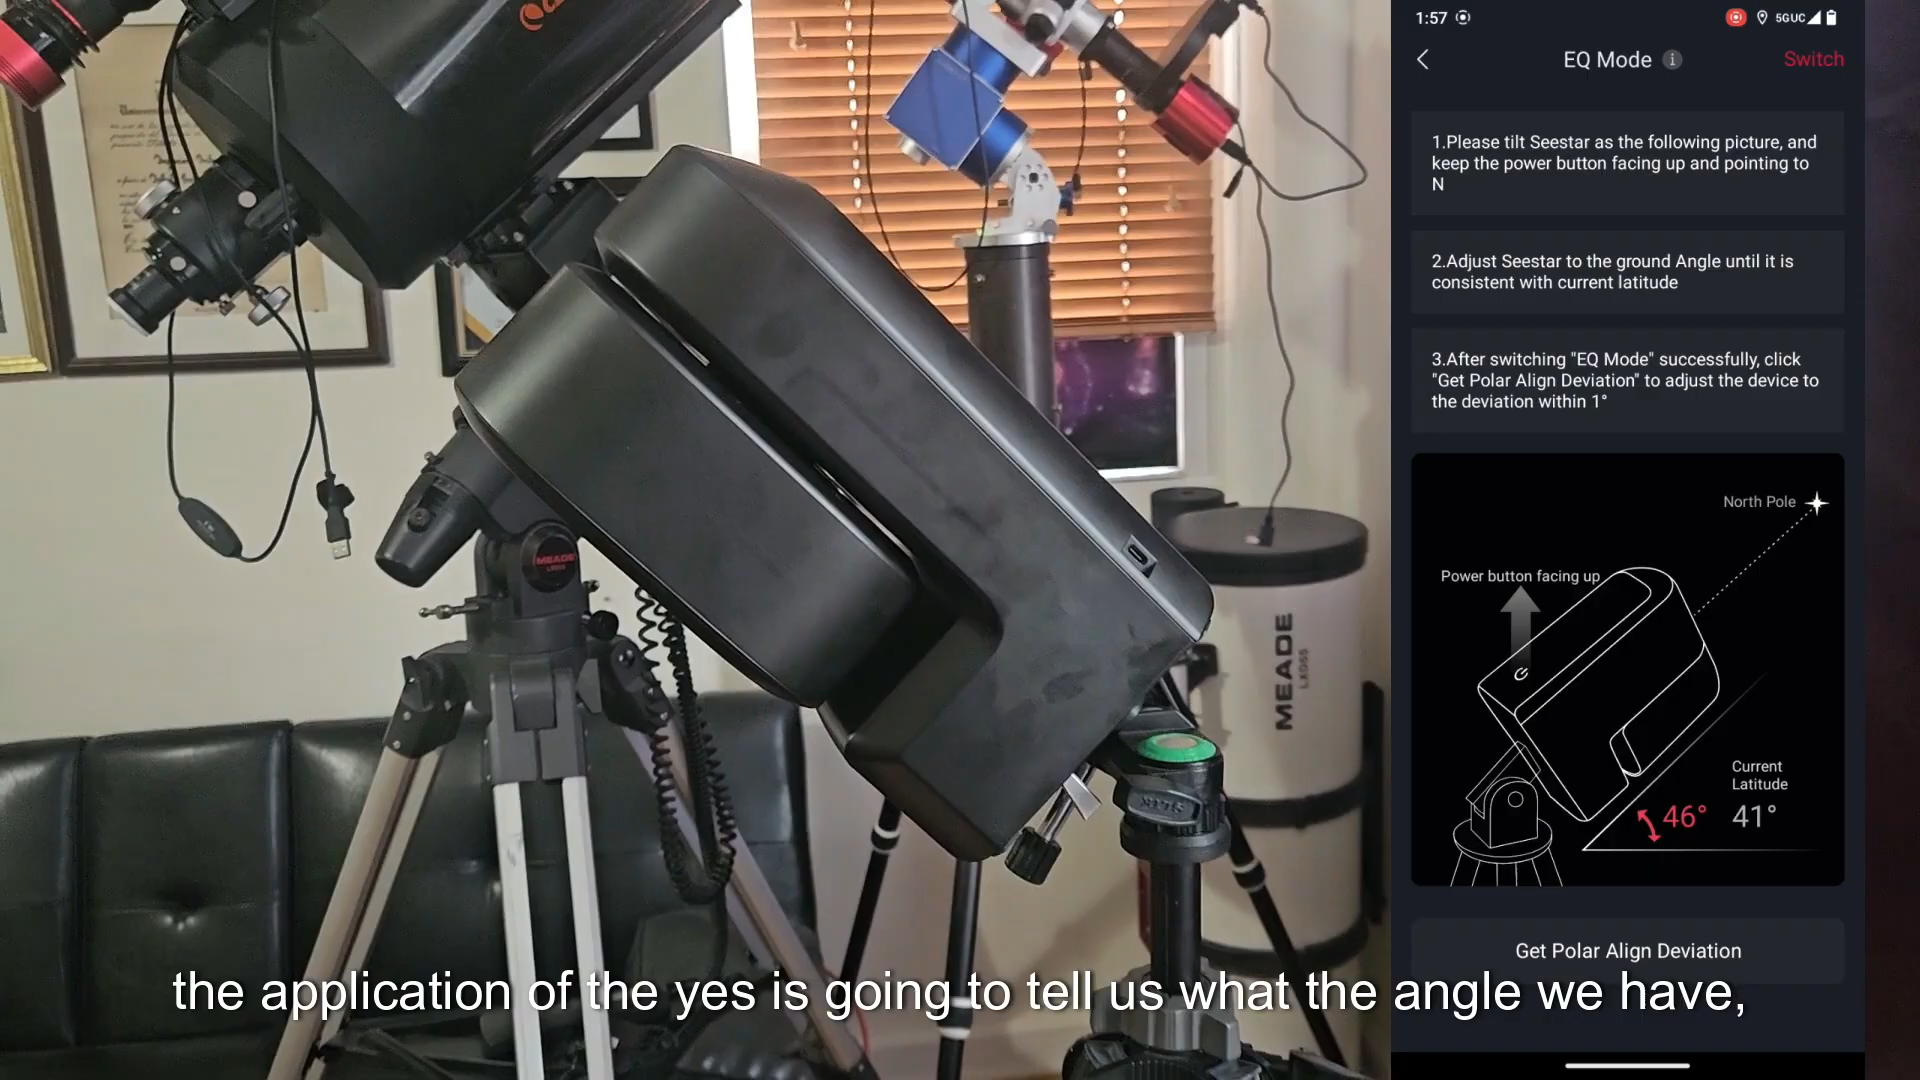 1:57
5GUC
EQ Mode
Switch
1.Please tilt Seestar as the following picture, and
keep the power button facing up and pointing to
N
2.Adjust Seestar to the ground Angle until it is
consistent with current latitude
3.After switching "EQ Mode" successfully, click
"Get Polar Align Deviation" to adjust the device to
the deviation within 1°
North Pole
Power button facing up
Current
Latitude
46°
41°
Get Polar Align Deviation
MEADE
MEADE
LXD55
the application of the yes is going to tell us what the angle we have,